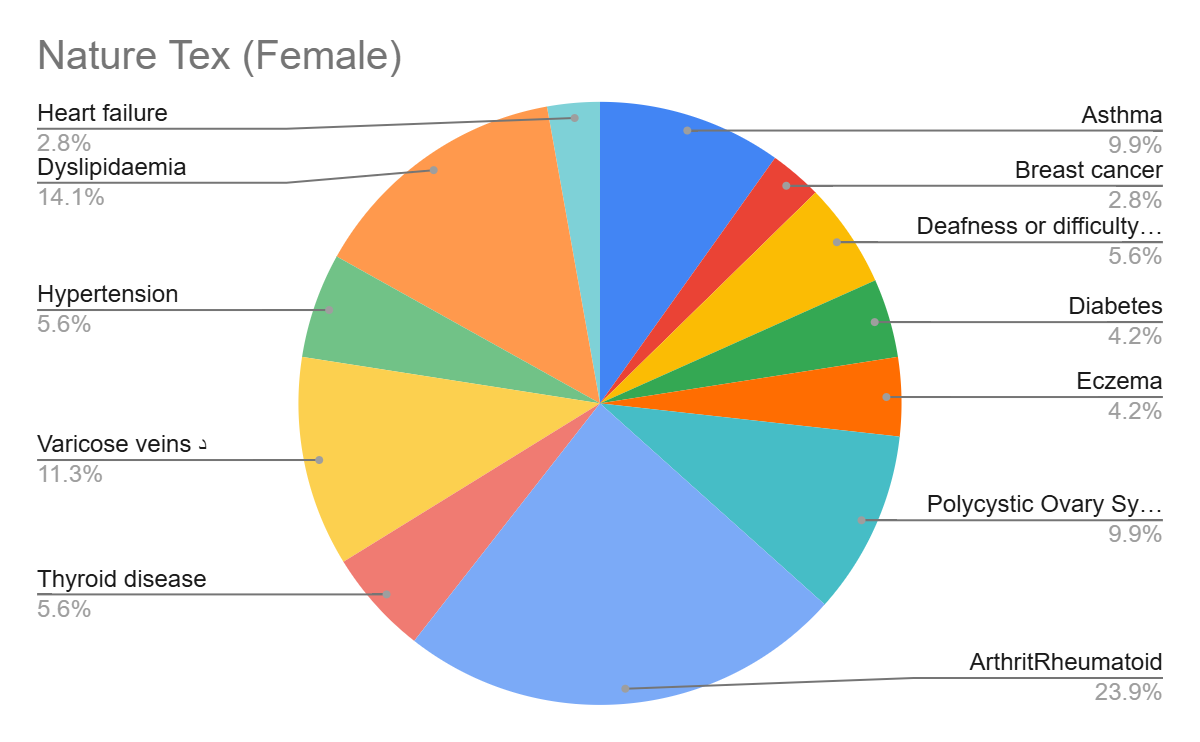 Nature Tex (Female)
Heart failure
2.8%
Dyslipidaemia
14.1%
Hypertension
5.6%
Varicose veins د
11.3%
Thyroid disease
5.6%
Asthma
9.9%
Breast cancer
2.8%
Deafness or difficulty…
5.6%
Diabetes
4.2%
Eczema
4.2%
Polycystic Ovary Sy…
9.9%
ArthritRheumatoid
23.9%